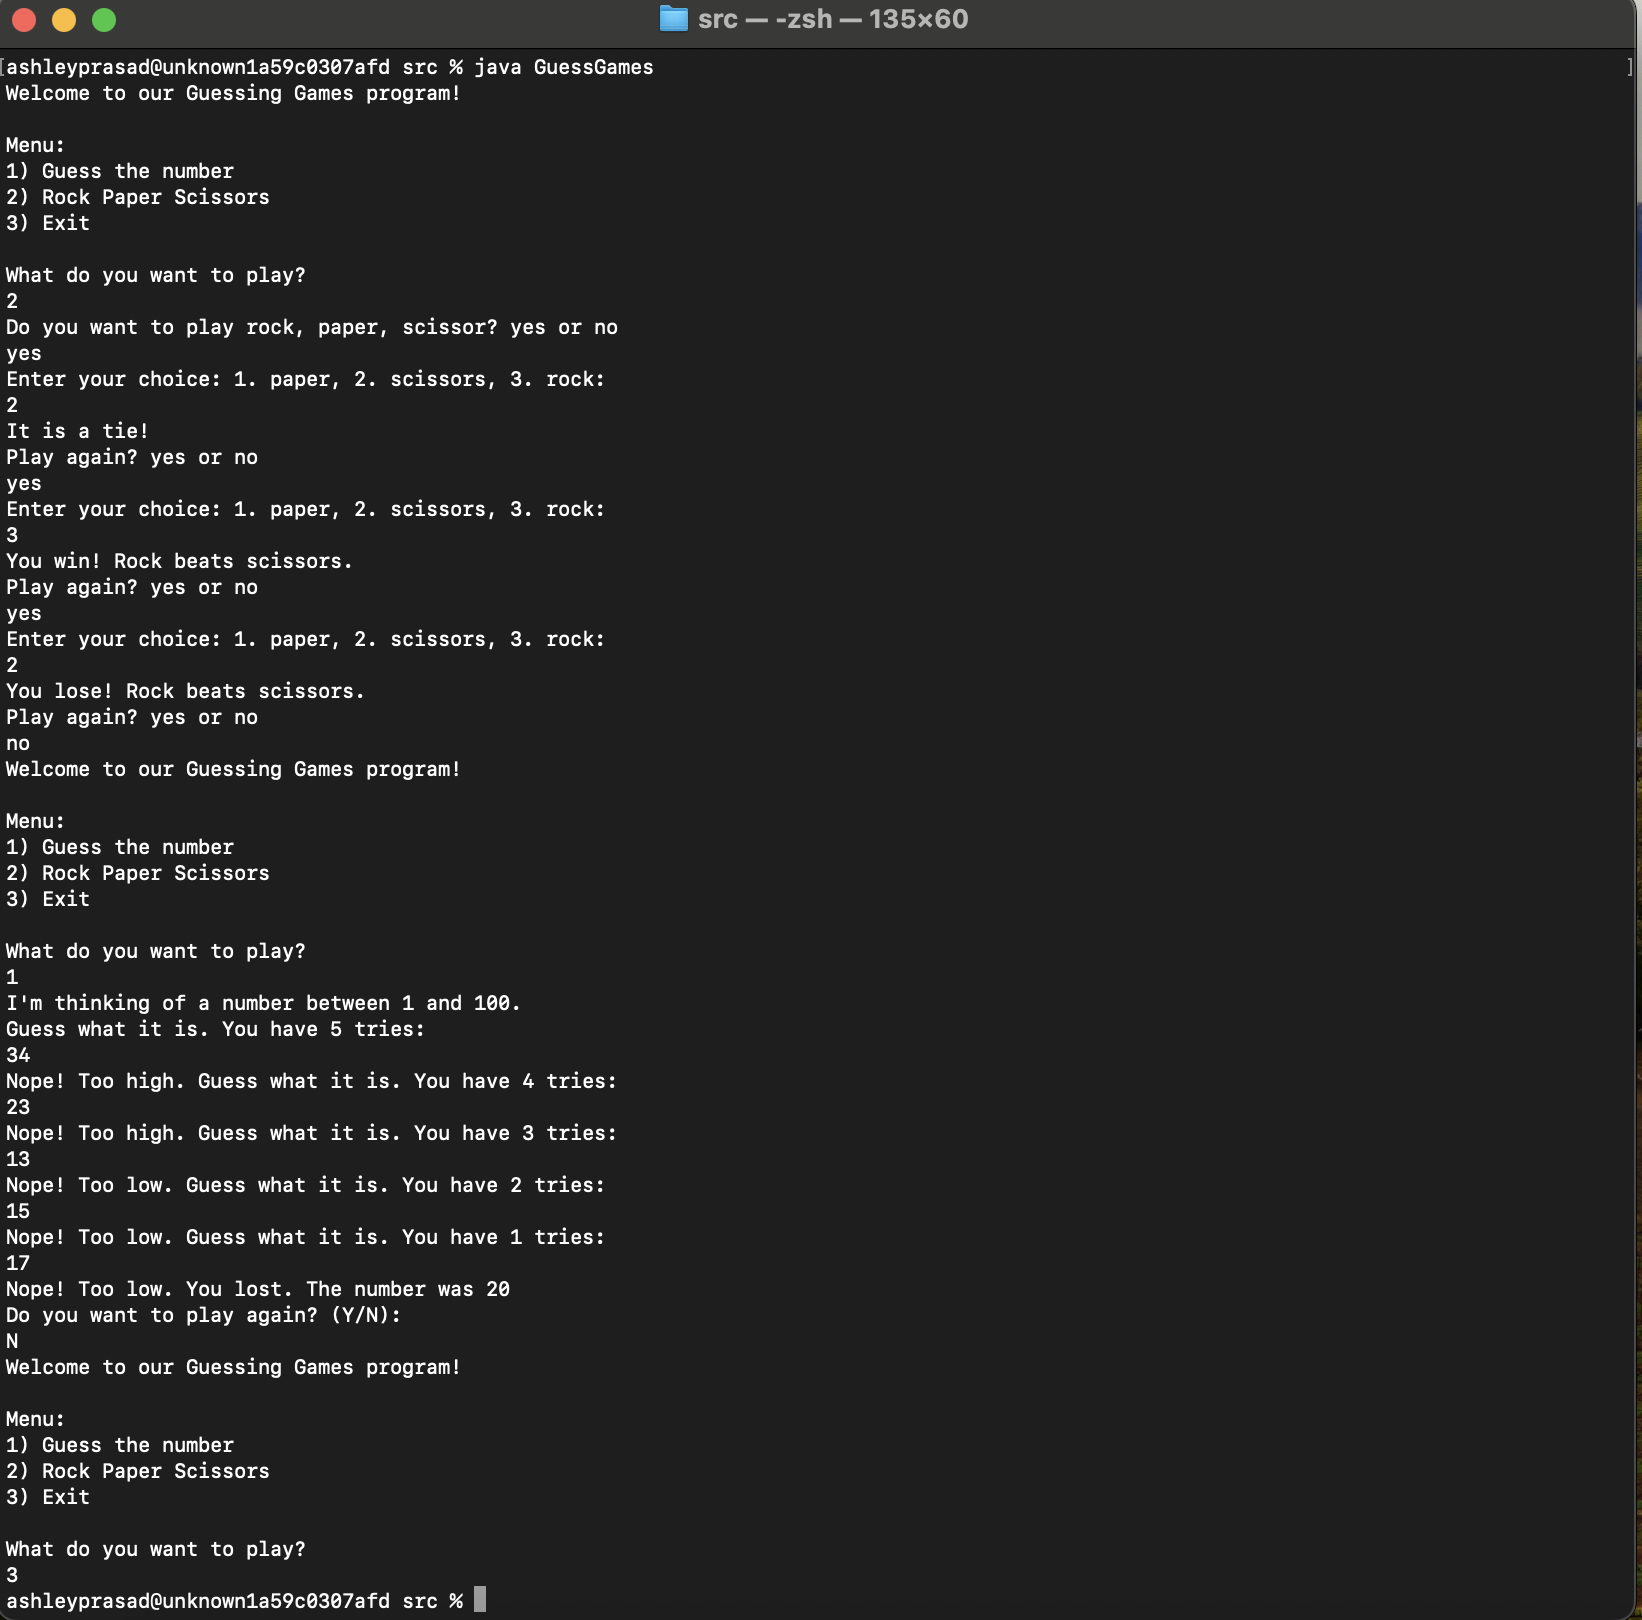 src — -zsh — 135×60
[ashleyprasad@unknown1a59c0307afd src % java GuessGames ]
Welcome to our Guessing Games program!
Menu:
1) Guess the number
2) Rock Paper Scissors
3) Exit
What do you want to play?
2
Do you want to play rock, paper, scissor? yes or no
yes
Enter your choice: 1. paper, 2. scissors, 3. rock:
2
It is a tie!
Play again? yes or no
yes
Enter your choice: 1. paper, 2. scissors, 3. rock:
3
You win! Rock beats scissors.
Play again? yes or no
yes
Enter your choice: 1. paper, 2. scissors, 3. rock:
2
You lose! Rock beats scissors.
Play again? yes or no
no
Welcome to our Guessing Games program!
Menu:
1) Guess the number
2) Rock Paper Scissors
3) Exit
What do you want to play?
1
I'm thinking of a number between 1 and 100.
Guess what it is. You have 5 tries:
34
Nope! Too high. Guess what it is. You have 4 tries:
23
Nope! Too high. Guess what it is. You have 3 tries:
13
Nope! Too low. Guess what it is. You have 2 tries:
15
Nope! Too low. Guess what it is. You have 1 tries:
17
Nope! Too low. You lost. The number was 20
Do you want to play again? (Y/N):
N
Welcome to our Guessing Games program!
Menu:
1) Guess the number
2) Rock Paper Scissors
3) Exit
What do you want to play?
3
ashleyprasad@unknown1a59c0307afd src %